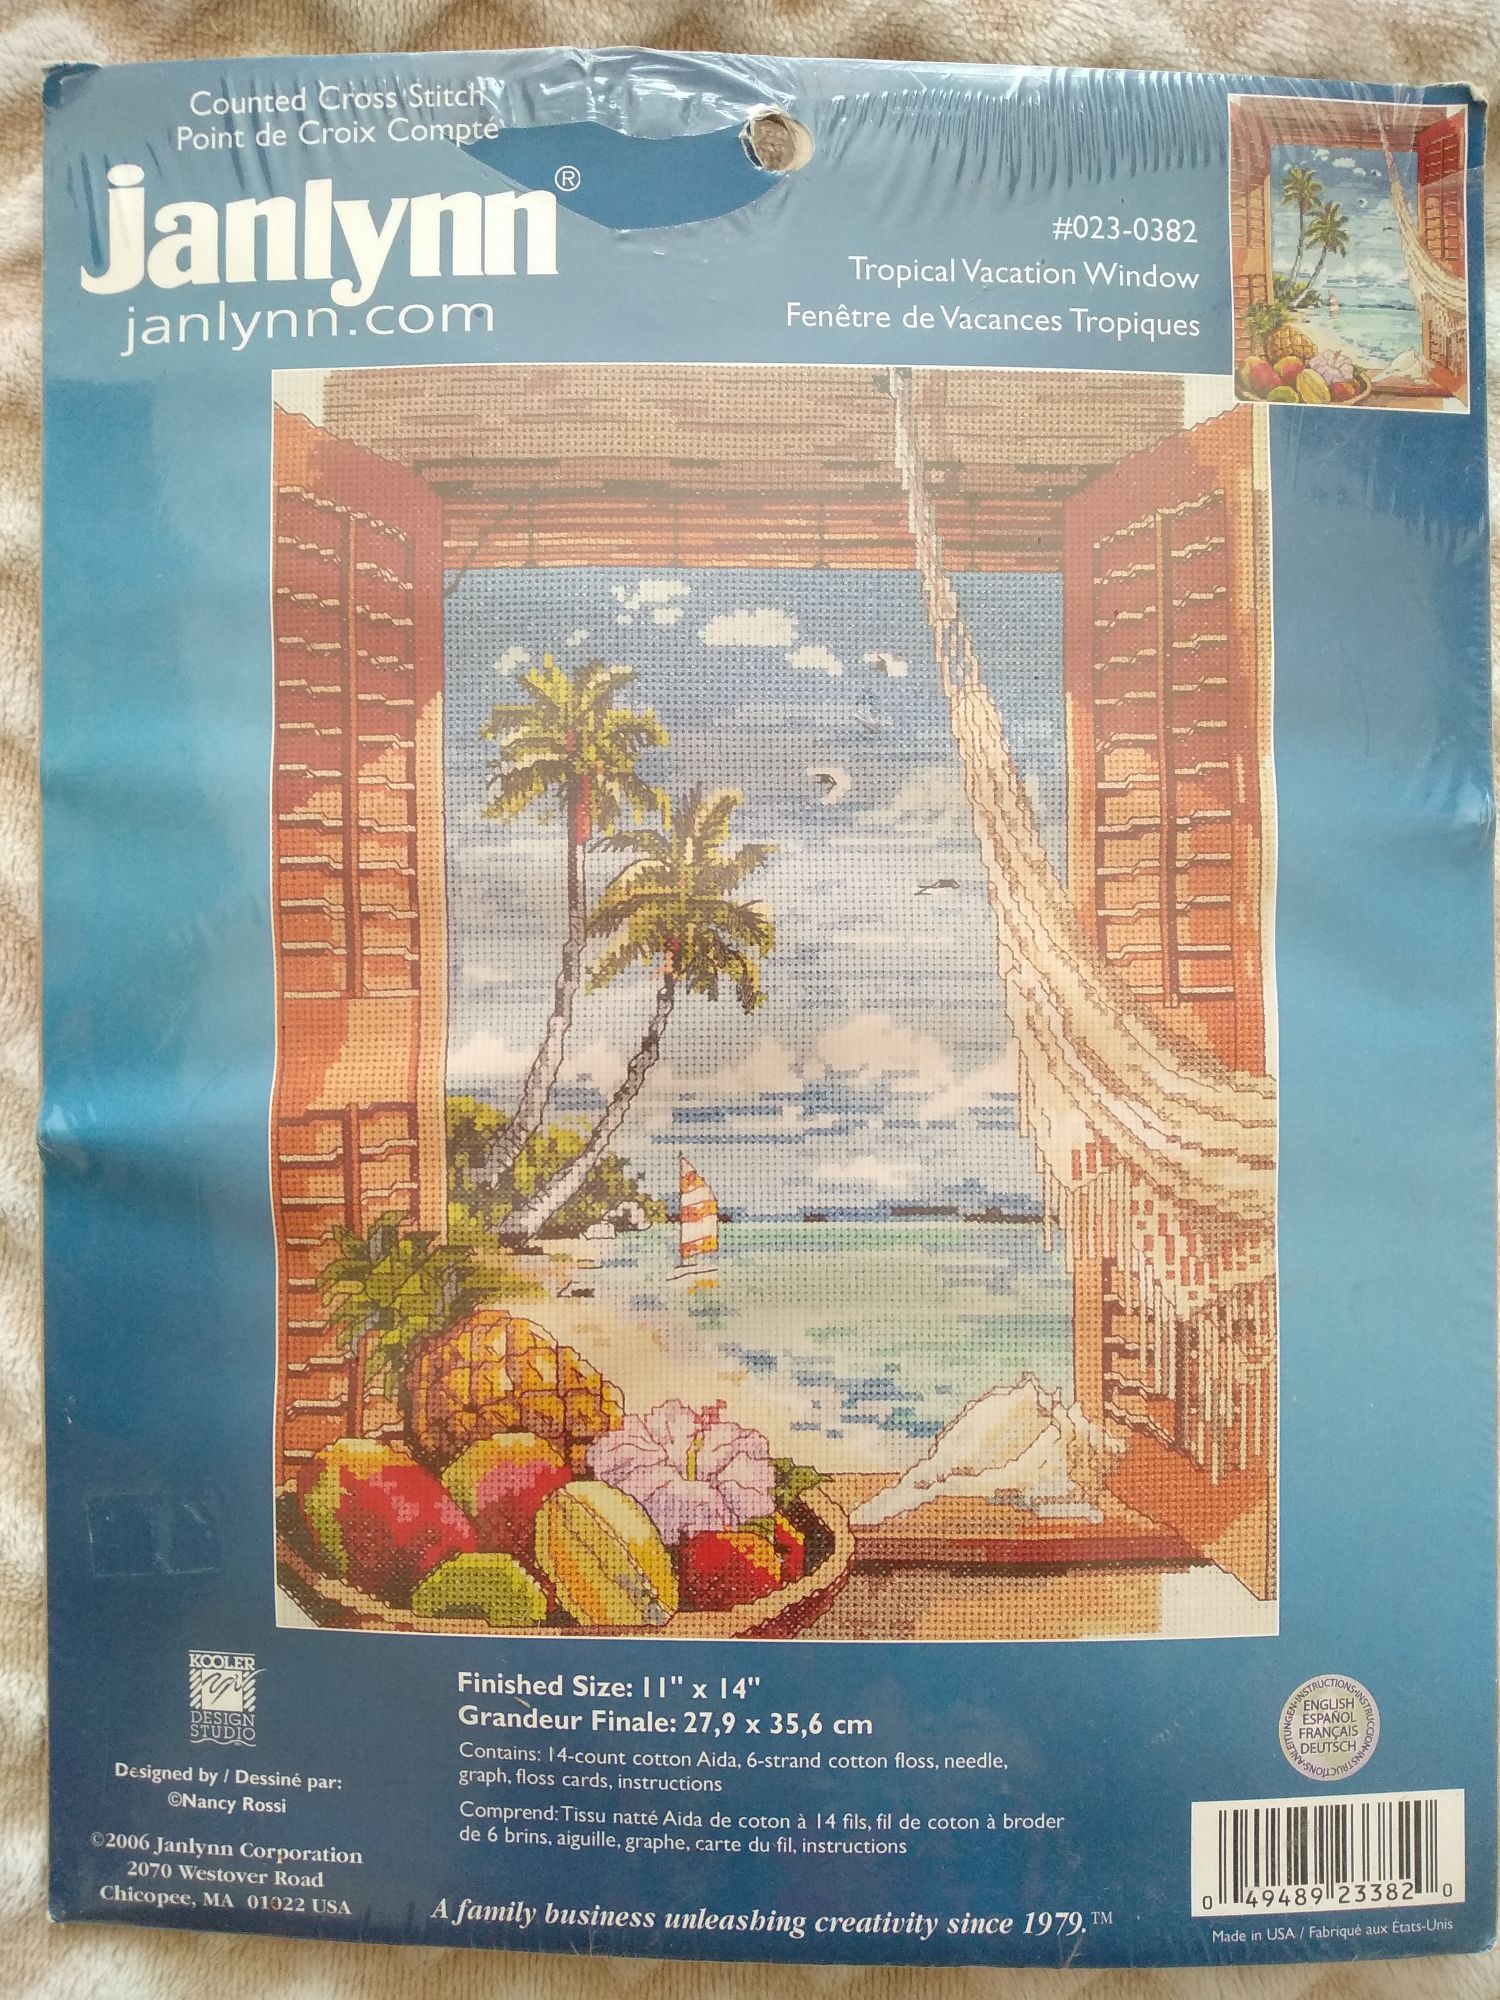 Counted Cross Stitch
Point de Croix Compté
janlynn®
janlynn.com
#023-0382
Tropical Vacation Window
Fenêtre de Vacances Tropiques
KOOLER
DESIGN
STUDIO
Designed by / Dessiné par:
©Nancy Rossi
©2006 Janlynn Corporation
2070 Westover Road
Chicopee, MA 01022 USA
Finished Size: 11" x 14"
Grandeur Finale: 27,9 x 35,6 cm
Contains: 14-count cotton Aida, 6-strand cotton floss, needle,
graph, floss cards, instructions
Comprend: Tissu natté Aida de coton à 14 fils, fil de coton à broder
de 6 brins, aiguille, graphe, carte du fil, instructions
A family business unleashing creativity since 1979.™
INSTRUCTIONS·INSTRUCCION·INSTRUCTIONS·ANLEITUNGEN·
ENGLISH
ESPAÑOL
FRANÇAIS
DEUTSCH
0 49489 23382 0
Made in USA / Fabriqué aux États-Unis